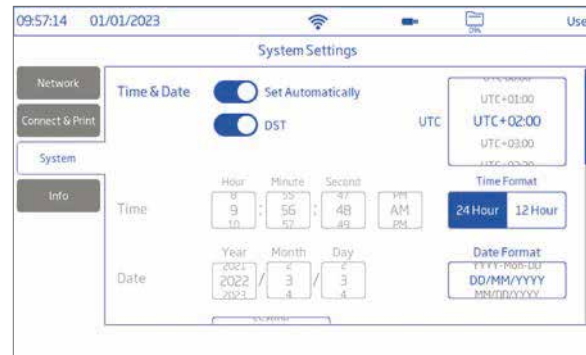 09:57:14 01/01/2023 0% Use
System Settings
Network
Connect & Print
System
Info
Time & Date Set Automatically
DST
UTC
UTC+01:00
UTC+02:00
UTC+03:00
Time
Hour Minute Second
8 55 47 PM
9 : 56 : 48 AM
10 57 49 PM
Time Format
24 Hour 12 Hour
Date
Year Month Day
2021 2 2
2022 / 3 / 3
2023 4 4
Date Format
YYYY-Mon-DD
DD/MM/YYYY
MM/DD/YYYY